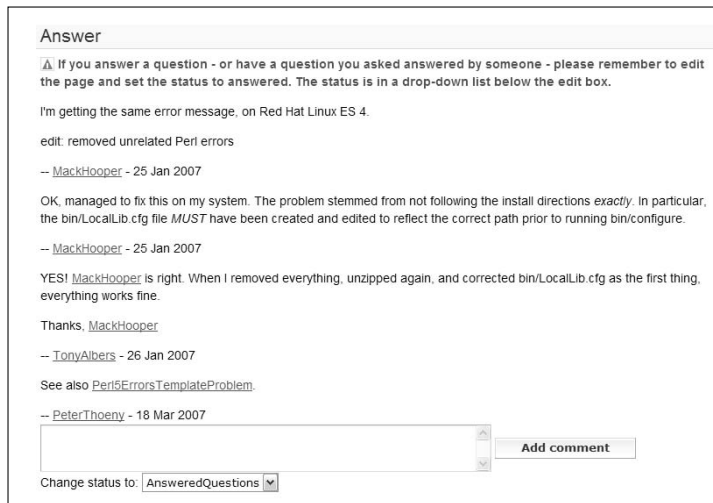 Answer
If you answer a question - or have a question you asked answered by someone - please remember to edit
the page and set the status to answered. The status is in a drop-down list below the edit box.
I'm getting the same error message, on Red Hat Linux ES 4.
edit: removed unrelated Perl errors
-- MackHooper - 25 Jan 2007
OK, managed to fix this on my system. The problem stemmed from not following the install directions exactly. In particular,
the bin/LocalLib.cfg file MUST have been created and edited to reflect the correct path prior to running bin/configure.
-- MackHooper - 25 Jan 2007
YES! MackHooper is right. When I removed everything, unzipped again, and corrected bin/LocalLib.cfg as the first thing,
everything works fine.
Thanks, MackHooper
-- TonyAlbers - 26 Jan 2007
See also Perl5ErrorsTemplateProblem.
-- PeterThoeny - 18 Mar 2007
Add comment
Change status to: AnsweredQuestions